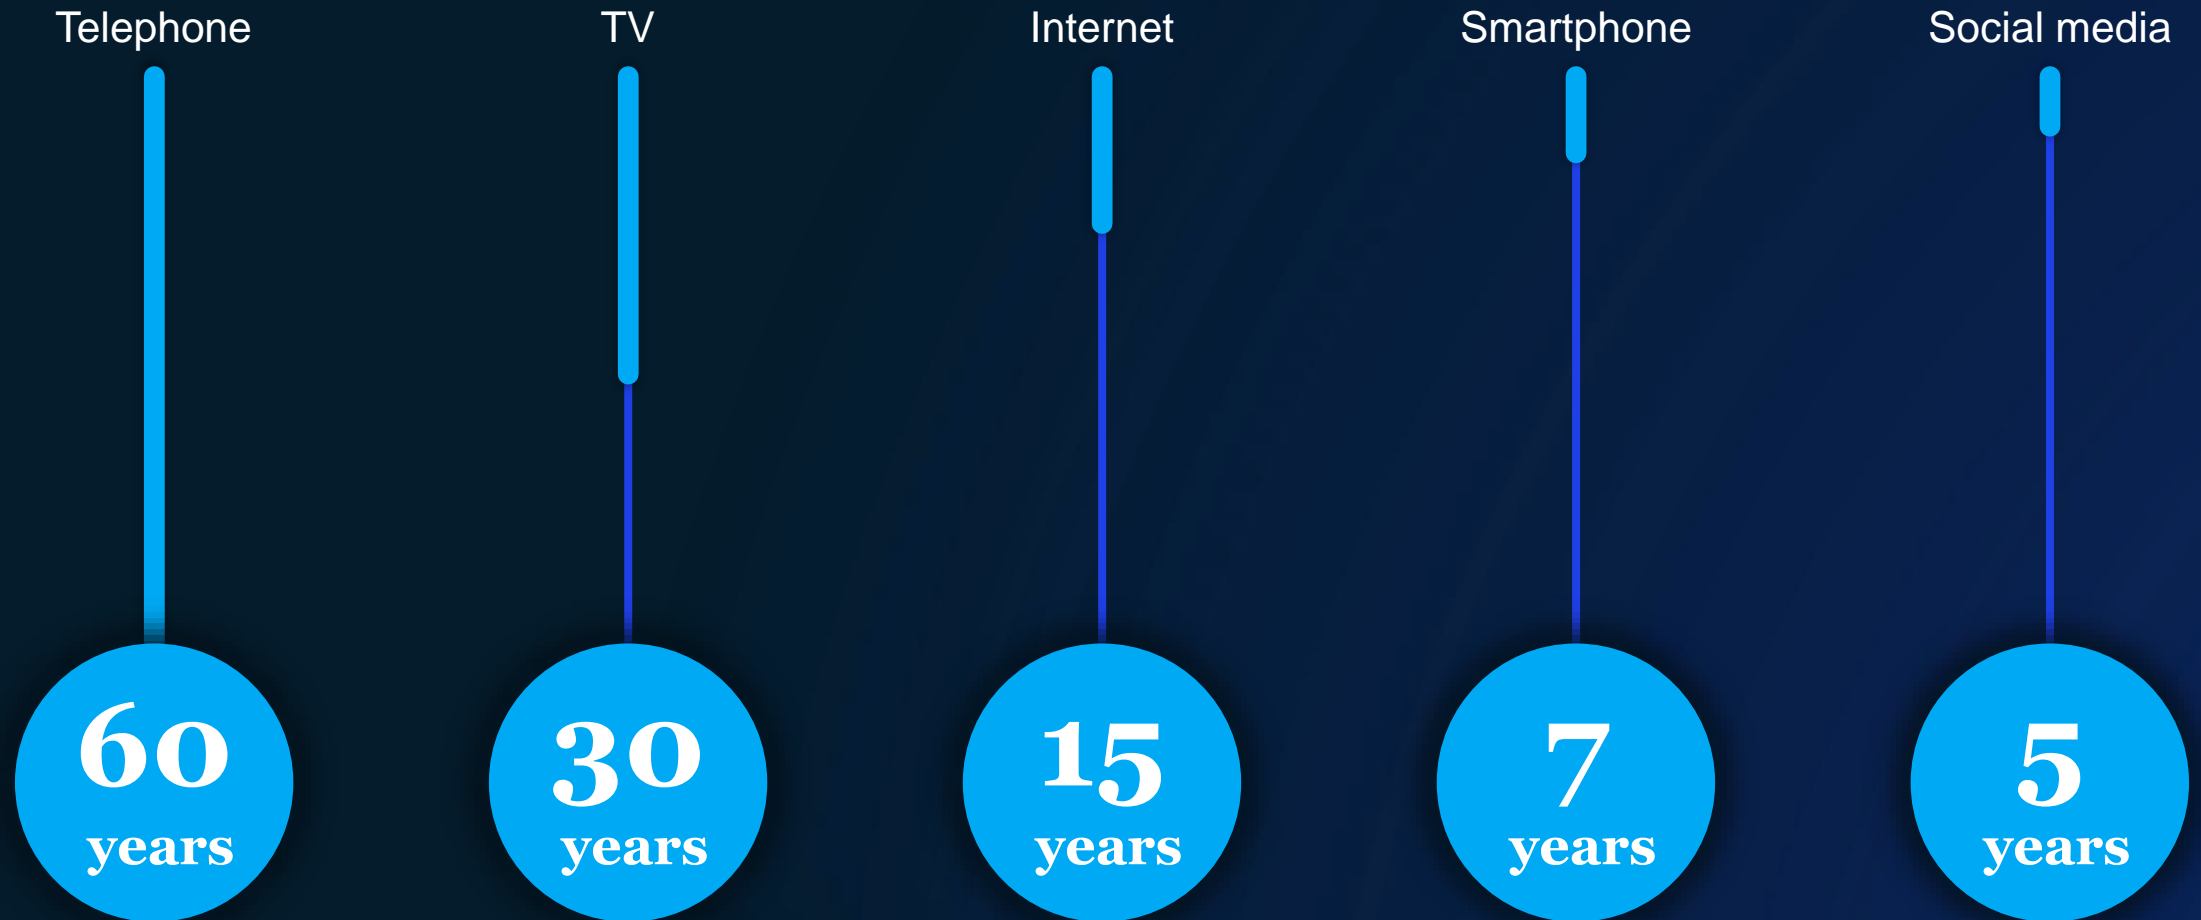 Telephone
TV
Internet
Smartphone
Social media
60
years
30
years
15
years
7
years
5
years